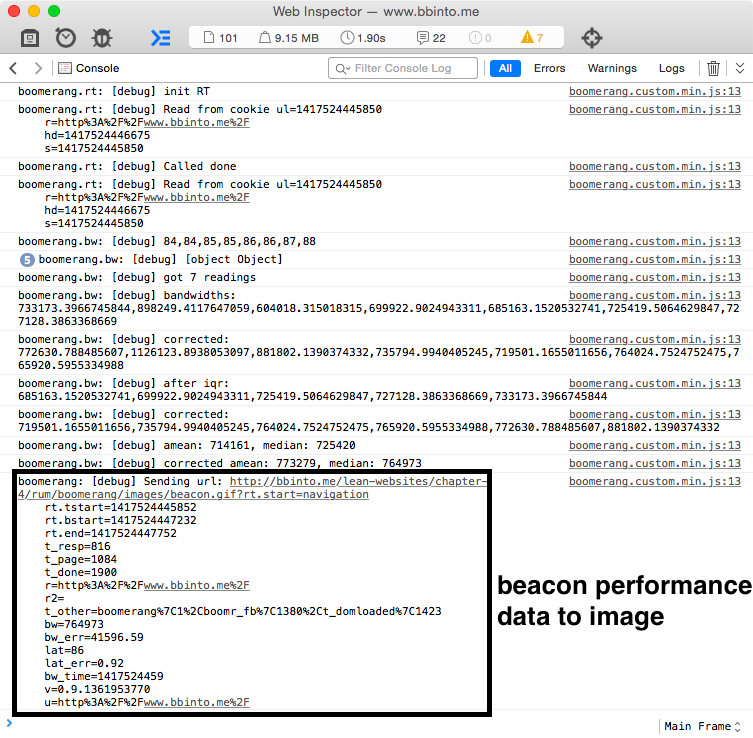 Web Inspector — www.bbinto.me
101 9.15 MB 1.90s 22 0 7
Console Filter Console Log All Errors Warnings Logs
boomerang.rt: [debug] init RT boomerang.custom.min.js:13
boomerang.rt: [debug] Read from cookie ul=1417524445850 boomerang.custom.min.js:13
r=http%3A%2F%2Fwww.bbinto.me%2F
hd=1417524446675
s=1417524445850
boomerang.rt: [debug] Called done boomerang.custom.min.js:13
boomerang.rt: [debug] Read from cookie ul=1417524445850 boomerang.custom.min.js:13
r=http%3A%2F%2Fwww.bbinto.me%2F
hd=1417524446675
s=1417524445850
boomerang.bw: [debug] 84,84,85,85,86,86,87,88 boomerang.custom.min.js:13
5 boomerang.bw: [debug] [object Object] boomerang.custom.min.js:13
boomerang.bw: [debug] got 7 readings boomerang.custom.min.js:13
boomerang.bw: [debug] bandwidths: boomerang.custom.min.js:13
733173.3966745844,898249.4117647059,604018.315018315,699922.9024943311,685163.1520532741,725419.5064629847,72
7128.3863368669
boomerang.bw: [debug] corrected: boomerang.custom.min.js:13
772630.788485607,1126123.8938053097,881802.1390374332,735794.9940405245,719501.1655011656,764024.7524752475,7
65920.5955334988
boomerang.bw: [debug] after iqr: boomerang.custom.min.js:13
685163.1520532741,699922.9024943311,725419.5064629847,727128.3863368669,733173.3966745844
boomerang.bw: [debug] corrected: boomerang.custom.min.js:13
719501.1655011656,735794.9940405245,764024.7524752475,765920.5955334988,772630.788485607,881802.1390374332
boomerang.bw: [debug] amean: 714161, median: 725420 boomerang.custom.min.js:13
boomerang.bw: [debug] corrected amean: 773279, median: 764973 boomerang.custom.min.js:13
boomerang: [debug] Sending url: http://bbinto.me/lean-websites/chapter- boomerang.custom.min.js:13
4/rum/boomerang/images/beacon.gif?rt.start=navigation
rt.tstart=1417524445852
rt.bstart=1417524447232
rt.end=1417524447752
t_resp=816
t_page=1084
t_done=1900
r=http%3A%2F%2Fwww.bbinto.me%2F
r2=
t_other=boomerang%7C1%2Cboomr_fb%7C1380%2Ct_domloaded%7C1423
bw=764973
bw_err=41596.59
lat=86
lat_err=0.92
bw_time=1417524459
v=0.9.1361953770
u=http%3A%2F%2Fwww.bbinto.me%2F
beacon performance
data to image
Main Frame